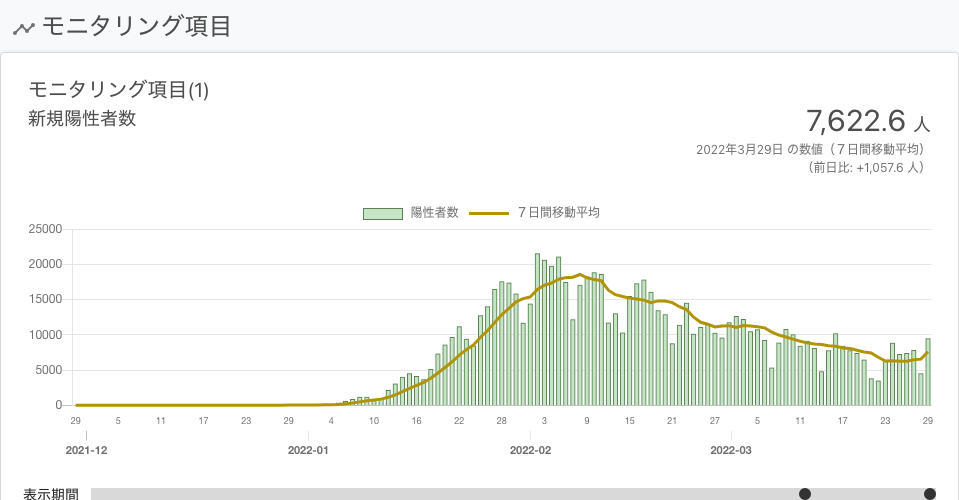 モニタリング項目
モニタリング項目(1)
新規陽性者数
7,622.6 人
2022年3月29日 の数値（７日間移動平均）
（前日比: +1,057.6 人）
陽性者数 ７日間移動平均
25000
20000
15000
10000
5000
0
29 5 11 17 23 29 4 10 16 22 28 3 9 15 21 27 5 11 17 23 29
2021-12 2022-01 2022-02 2022-03
表示期間